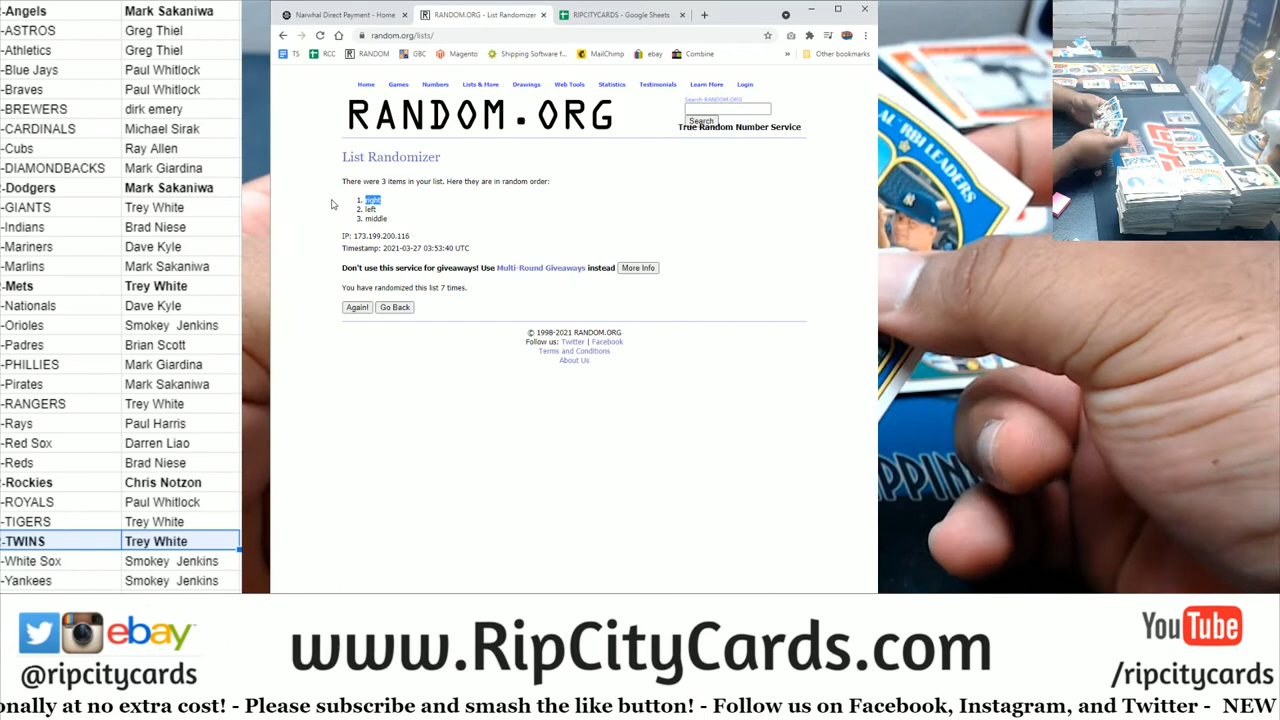 -Angels Mark Sakaniwa
-ASTROS Greg Thiel
-Athletics Greg Thiel
-Blue Jays Paul Whitlock
-Braves Paul Whitlock
-BREWERS dirk emery
-CARDINALS Michael Sirak
-Cubs Ray Allen
-DIAMONDBACKS Mark Giardina
-Dodgers Mark Sakaniwa
-GIANTS Trey White
-Indians Brad Niese
-Mariners Dave Kyle
-Marlins Mark Sakaniwa
-Mets Trey White
-Nationals Dave Kyle
-Orioles Smokey Jenkins
-Padres Brian Scott
-PHILLIES Mark Giardina
-Pirates Mark Sakaniwa
-RANGERS Trey White
-Rays Paul Harris
-Red Sox Darren Liao
-Reds Brad Niese
-Rockies Chris Notzon
-ROYALS Paul Whitlock
-TIGERS Trey White
-TWINS Trey White
-White Sox Smokey Jenkins
-Yankees Smokey Jenkins
Narwhal Direct Payment - Home
RANDOM.ORG - List Randomizer
RIPCITYCARDS - Google Sheets
random.org/lists/
TS RCC RANDOM GBC Magento Shipping Software f... MailChimp ebay Combine » Other bookmarks
Home Games Numbers Lists & More Drawings Web Tools Statistics Testimonials Learn More Login
RANDOM.ORG
Search RANDOM.ORG
Search
True Random Number Service
List Randomizer
There were 3 items in your list. Here they are in random order:
1. right
2. left
3. middle
IP: 173.199.200.116
Timestamp: 2021-03-27 03:53:40 UTC
Don't use this service for giveaways! Use Multi-Round Giveaways instead More Info
You have randomized this list 7 times.
Again! Go Back
© 1998-2021 RANDOM.ORG
Follow us: Twitter | Facebook
Terms and Conditions
About Us
RBI LEADERS
PPING
ebay
@ripcitycards
www.RipCityCards.com
YouTube
/ripcitycards
onally at no extra cost! - Please subscribe and smash the like button! - Follow us on Facebook, Instagram, and Twitter - NEW